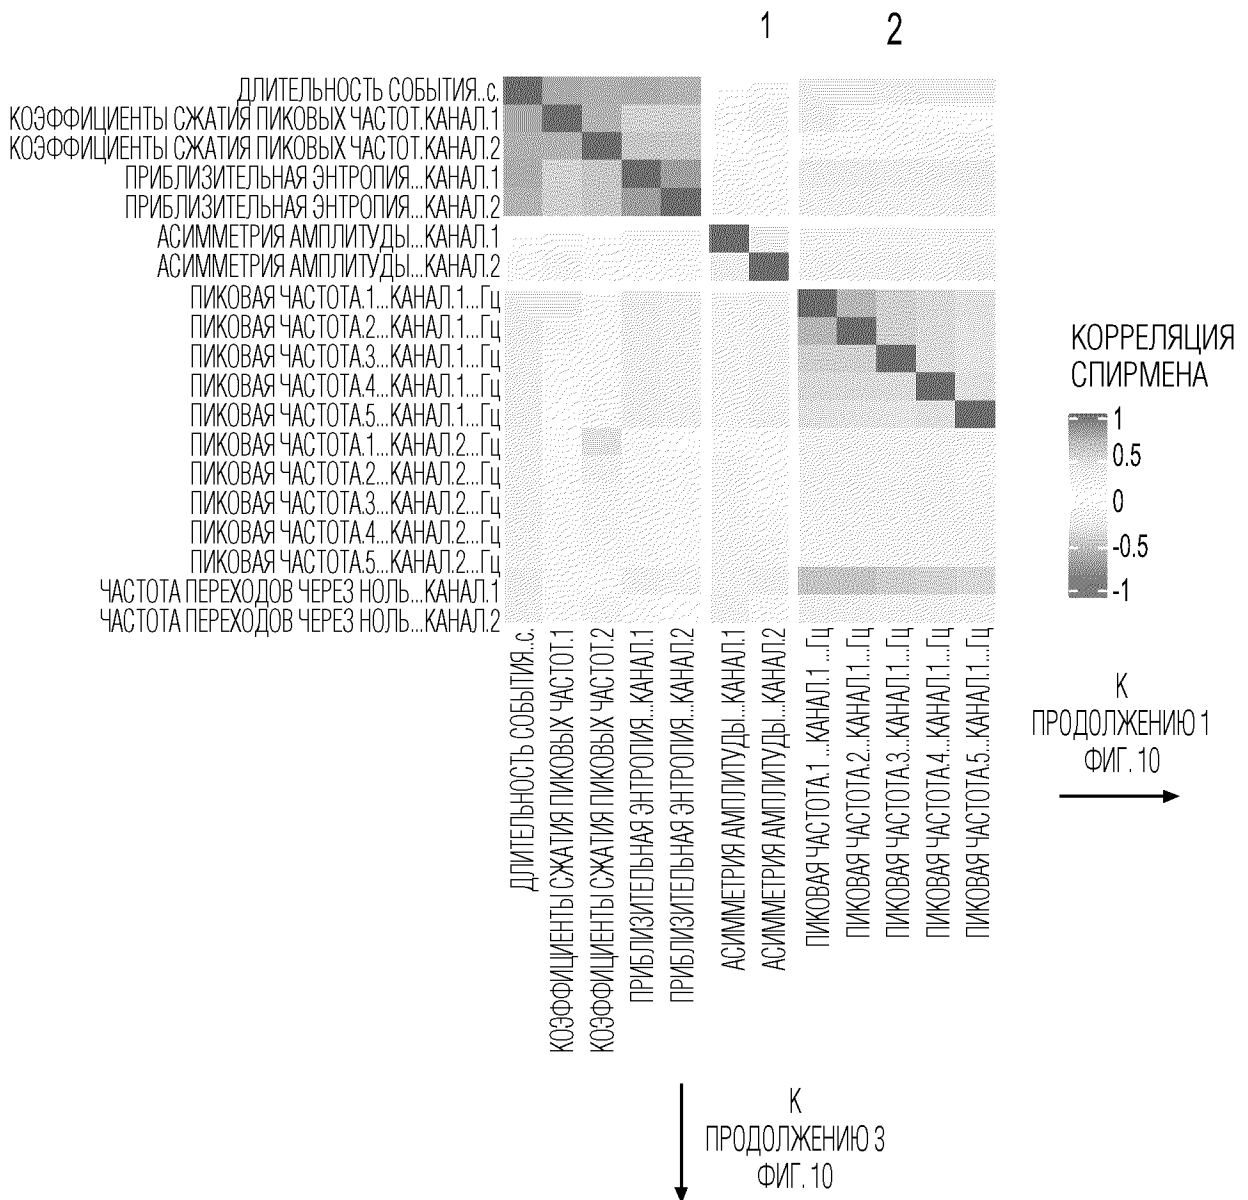 1
2
ДЛИТЕЛЬНОСТЬ СОБЫТИЯ..с.
КОЭФФИЦИЕНТЫ СЖАТИЯ ПИКОВЫХ ЧАСТОТ.КАНАЛ.1
КОЭФФИЦИЕНТЫ СЖАТИЯ ПИКОВЫХ ЧАСТОТ.КАНАЛ.2
ПРИБЛИЗИТЕЛЬНАЯ ЭНТРОПИЯ...КАНАЛ.1
ПРИБЛИЗИТЕЛЬНАЯ ЭНТРОПИЯ...КАНАЛ.2
АСИММЕТРИЯ АМПЛИТУДЫ...КАНАЛ.1
АСИММЕТРИЯ АМПЛИТУДЫ...КАНАЛ.2
ПИКОВАЯ ЧАСТОТА.1...КАНАЛ.1...Гц
ПИКОВАЯ ЧАСТОТА.2...КАНАЛ.1...Гц
ПИКОВАЯ ЧАСТОТА.3...КАНАЛ.1...Гц
ПИКОВАЯ ЧАСТОТА.4...КАНАЛ.1...Гц
ПИКОВАЯ ЧАСТОТА.5...КАНАЛ.1...Гц
ПИКОВАЯ ЧАСТОТА.1...КАНАЛ.2...Гц
ПИКОВАЯ ЧАСТОТА.2...КАНАЛ.2...Гц
ПИКОВАЯ ЧАСТОТА.3...КАНАЛ.2...Гц
ПИКОВАЯ ЧАСТОТА.4...КАНАЛ.2...Гц
ПИКОВАЯ ЧАСТОТА.5...КАНАЛ.2...Гц
ЧАСТОТА ПЕРЕХОДОВ ЧЕРЕЗ НОЛЬ...КАНАЛ.1
ЧАСТОТА ПЕРЕХОДОВ ЧЕРЕЗ НОЛЬ...КАНАЛ.2
ДЛИТЕЛЬНОСТЬ СОБЫТИЯ..с.
КОЭФФИЦИЕНТЫ СЖАТИЯ ПИКОВЫХ ЧАСТОТ.1
КОЭФФИЦИЕНТЫ СЖАТИЯ ПИКОВЫХ ЧАСТОТ.2
ПРИБЛИЗИТЕЛЬНАЯ ЭНТРОПИЯ...КАНАЛ.1
ПРИБЛИЗИТЕЛЬНАЯ ЭНТРОПИЯ...КАНАЛ.2
АСИММЕТРИЯ АМПЛИТУДЫ...КАНАЛ.1
АСИММЕТРИЯ АМПЛИТУДЫ...КАНАЛ.2
ПИКОВАЯ ЧАСТОТА.1 ...КАНАЛ.1 ...Гц
ПИКОВАЯ ЧАСТОТА.2...КАНАЛ.1...Гц
ПИКОВАЯ ЧАСТОТА.3...КАНАЛ.1...Гц
ПИКОВАЯ ЧАСТОТА.4...КАНАЛ.1...Гц
ПИКОВАЯ ЧАСТОТА.5...КАНАЛ.1...Гц
КОРРЕЛЯЦИЯ
СПИРМЕНА
1
0.5
0
-0.5
-1
К
ПРОДОЛЖЕНИЮ 1
ФИГ. 10
К
ПРОДОЛЖЕНИЮ 3
ФИГ. 10